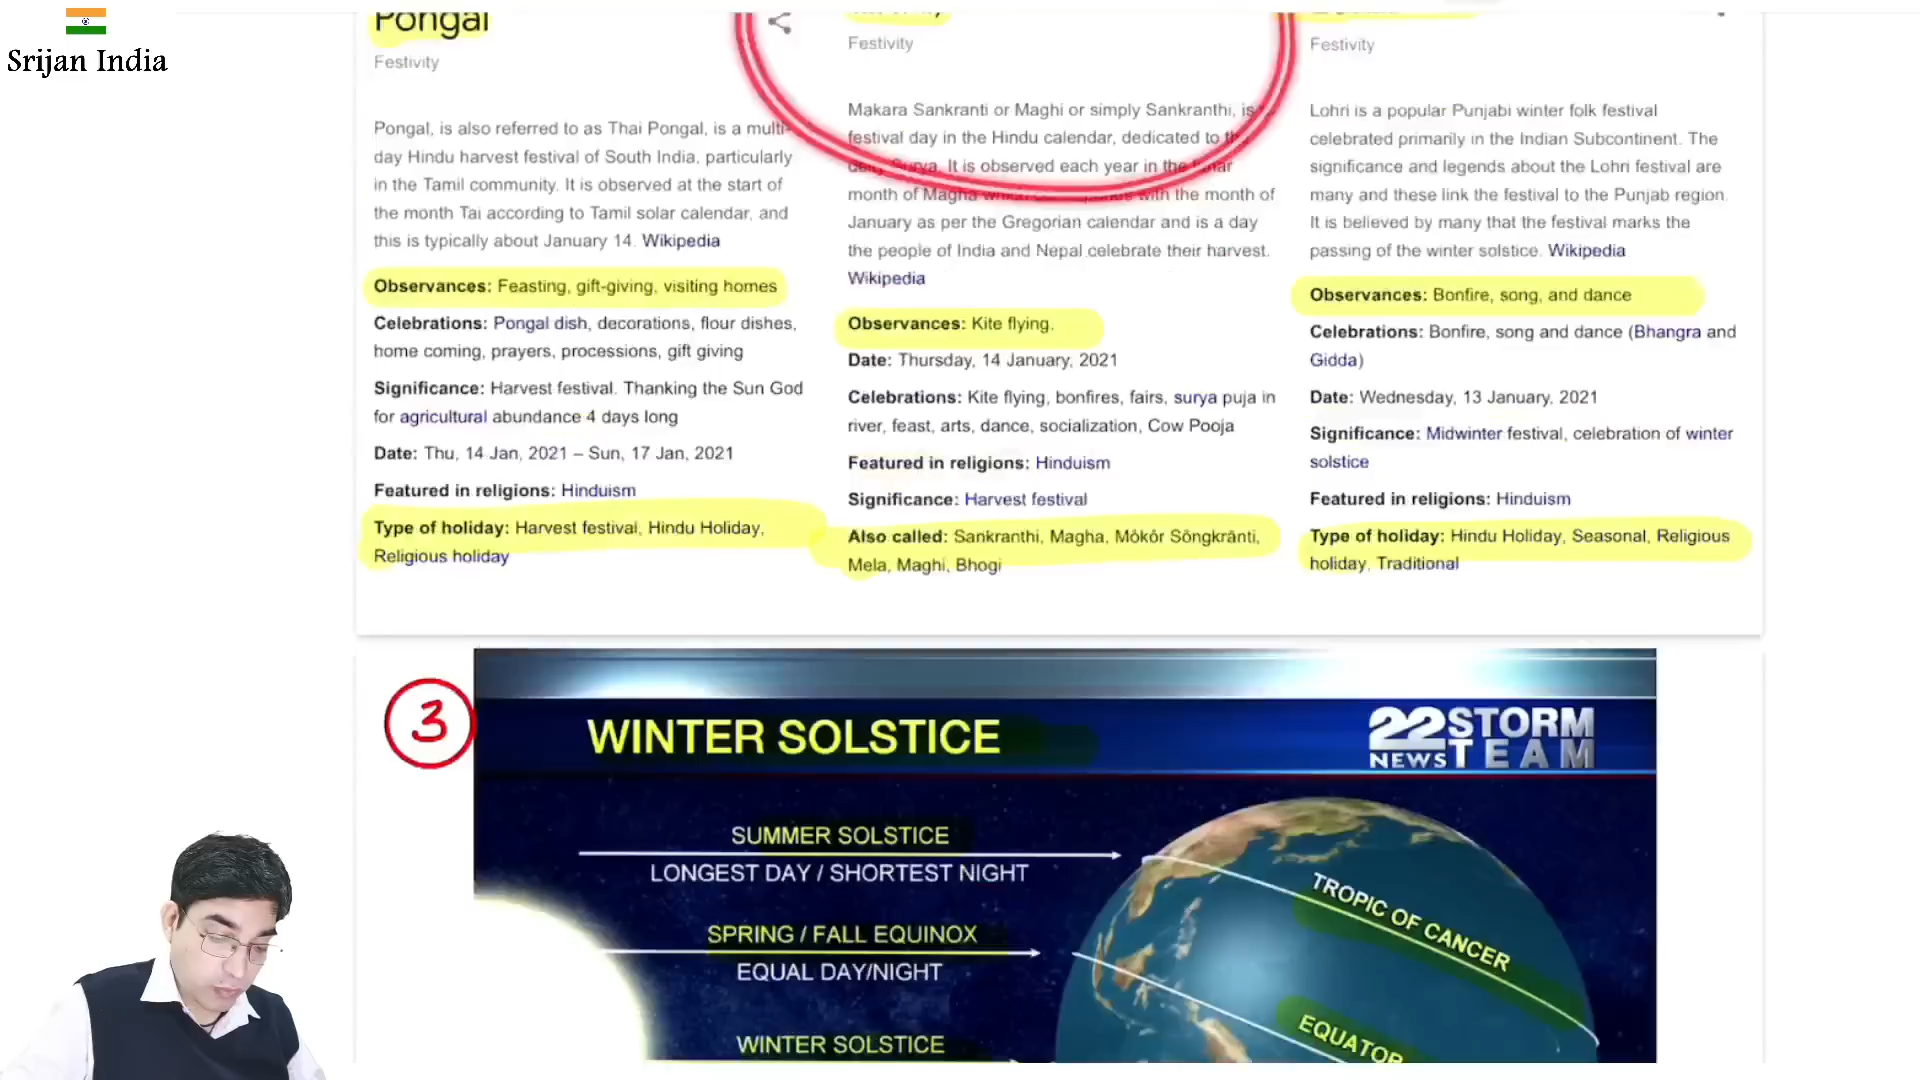 Srijan India
Pongal
Festivity
Pongal, is also referred to as Thai Pongal, is a multi-
day Hindu harvest festival of South India, particularly
in the Tamil community. It is observed at the start of
the month Tai according to Tamil solar calendar, and
this is typically about January 14. Wikipedia
Observances: Feasting, gift-giving, visiting homes
Celebrations: Pongal dish, decorations, flour dishes,
home coming, prayers, processions, gift giving
Significance: Harvest festival. Thanking the Sun God
for agricultural abundance 4 days long
Date: Thu, 14 Jan, 2021 – Sun, 17 Jan, 2021
Featured in religions: Hinduism
Type of holiday: Harvest festival, Hindu Holiday,
Religious holiday
Festivity
Makara Sankranti or Maghi or simply Sankranthi, is
festival day in the Hindu calendar, dedicated to the
deity Surya. It is observed each year in the lunar
month of Magha which with the month of
January as per the Gregorian calendar and is a day
the people of India and Nepal celebrate their harvest.
Wikipedia
Observances: Kite flying,
Date: Thursday, 14 January, 2021
Celebrations: Kite flying, bonfires, fairs, surya puja in
river, feast, arts, dance, socialization, Cow Pooja
Featured in religions: Hinduism
Significance: Harvest festival
Also called: Sankranthi, Magha, Môkôr Sôngkrānti,
Mela, Maghi, Bhogi
Festivity
Lohri is a popular Punjabi winter folk festival
celebrated primarily in the Indian Subcontinent. The
significance and legends about the Lohri festival are
many and these link the festival to the Punjab region.
It is believed by many that the festival marks the
passing of the winter solstice. Wikipedia
Observances: Bonfire, song, and dance
Celebrations: Bonfire, song and dance (Bhangra and
Gidda)
Date: Wednesday, 13 January, 2021
Significance: Midwinter festival, celebration of winter
solstice
Featured in religions: Hinduism
Type of holiday: Hindu Holiday, Seasonal, Religious
holiday, Traditional
3
WINTER SOLSTICE
22 NEWS STORM TEAM
SUMMER SOLSTICE
LONGEST DAY / SHORTEST NIGHT
SPRING / FALL EQUINOX
EQUAL DAY/NIGHT
WINTER SOLSTICE
TROPIC OF CANCER
EQUATOR